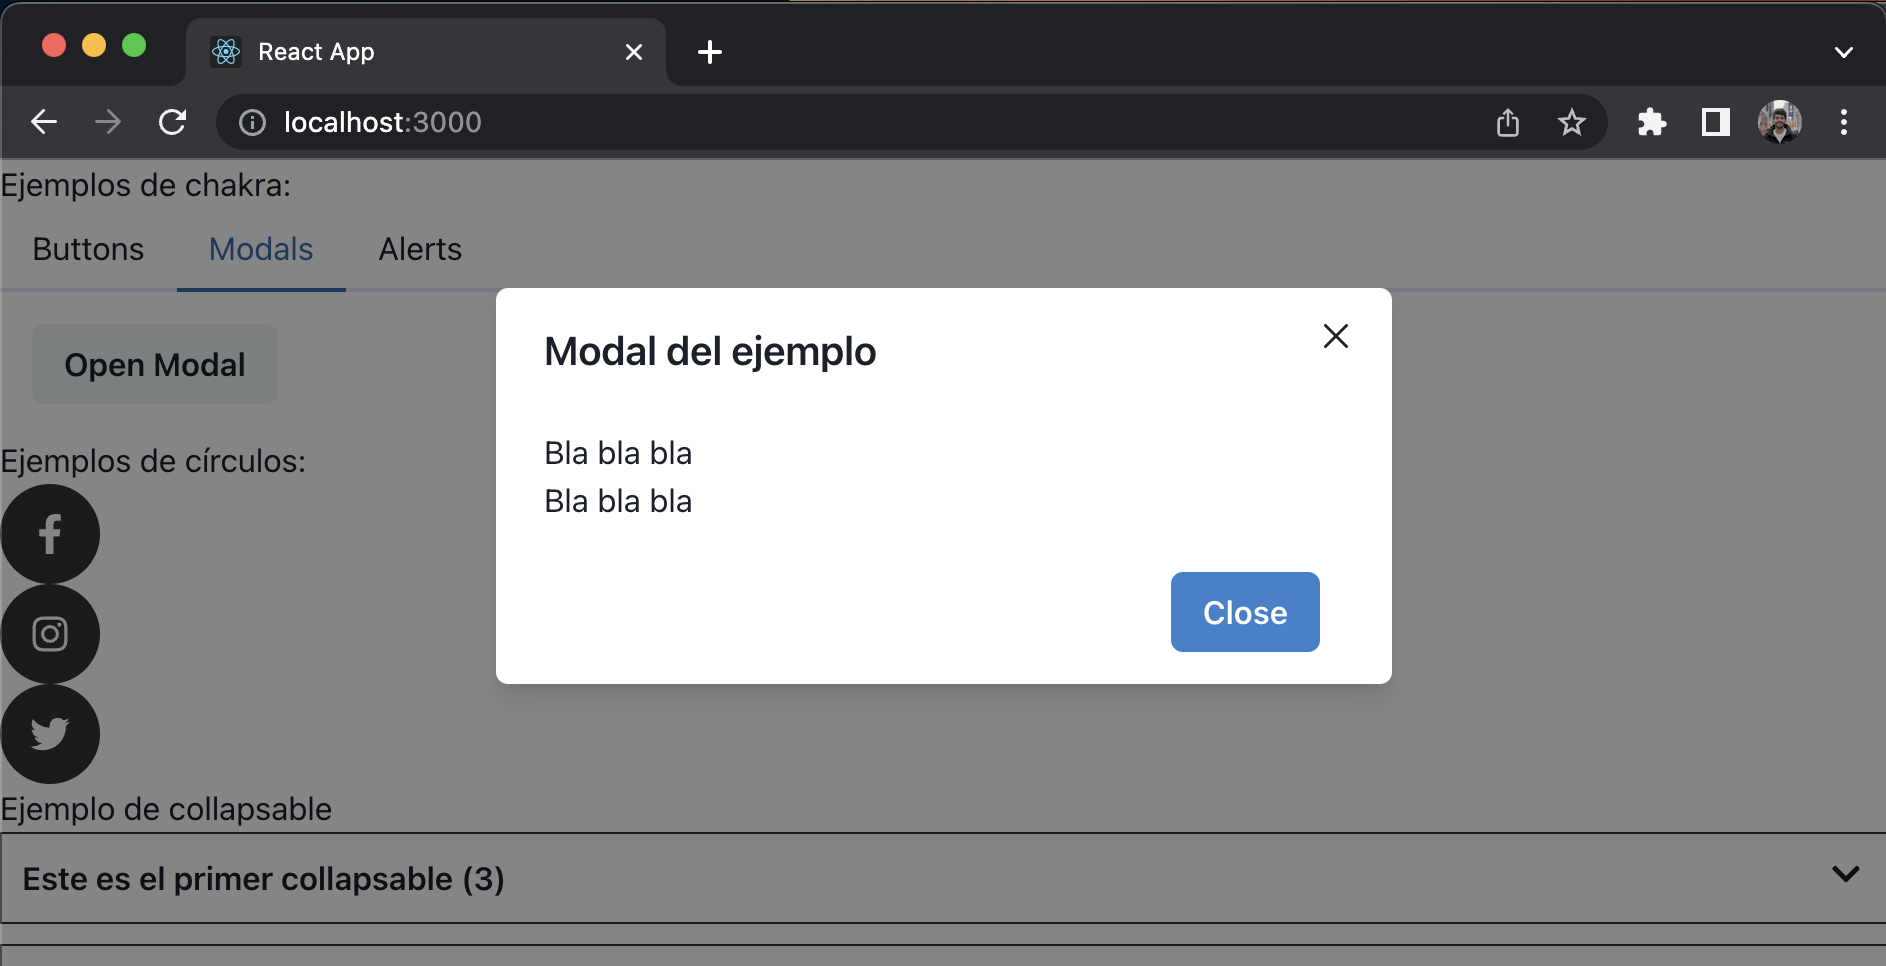 React App
localhost:3000
Ejemplos de chakra:
Buttons Modals Alerts
Open Modal
Modal del ejemplo
Bla bla bla
Bla bla bla
Close
Ejemplos de círculos:
Ejemplo de collapsable
Este es el primer collapsable (3)